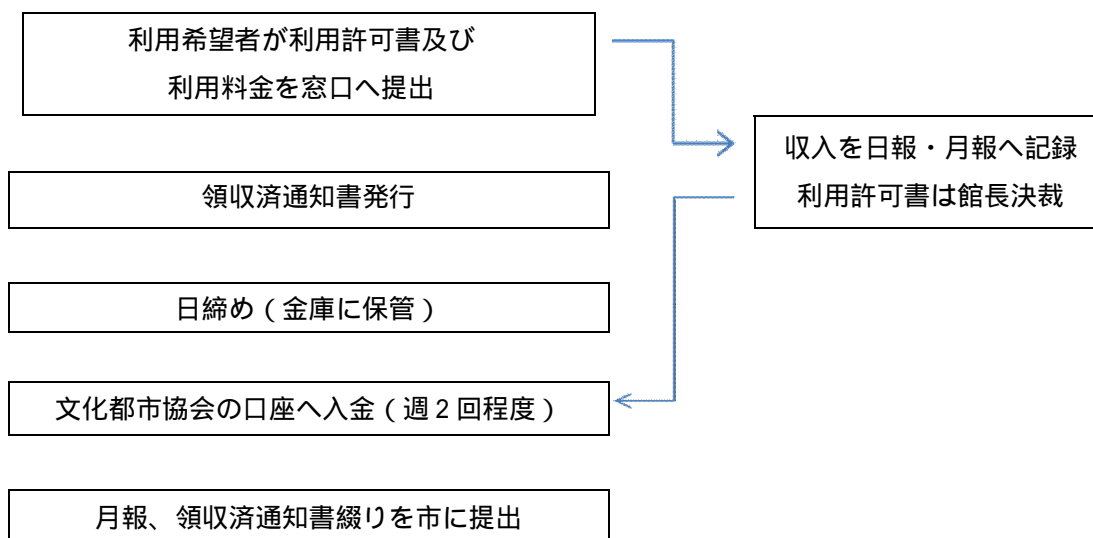 利用希望者が利用許可書及び
利用料金を窓口へ提出
収入を日報・月報へ記録
利用許可書は館長決裁
領収済通知書発行
日締め(金庫に保管)
文化都市協会の口座へ入金(週2回程度)
月報、領収済通知書綴りを市に提出